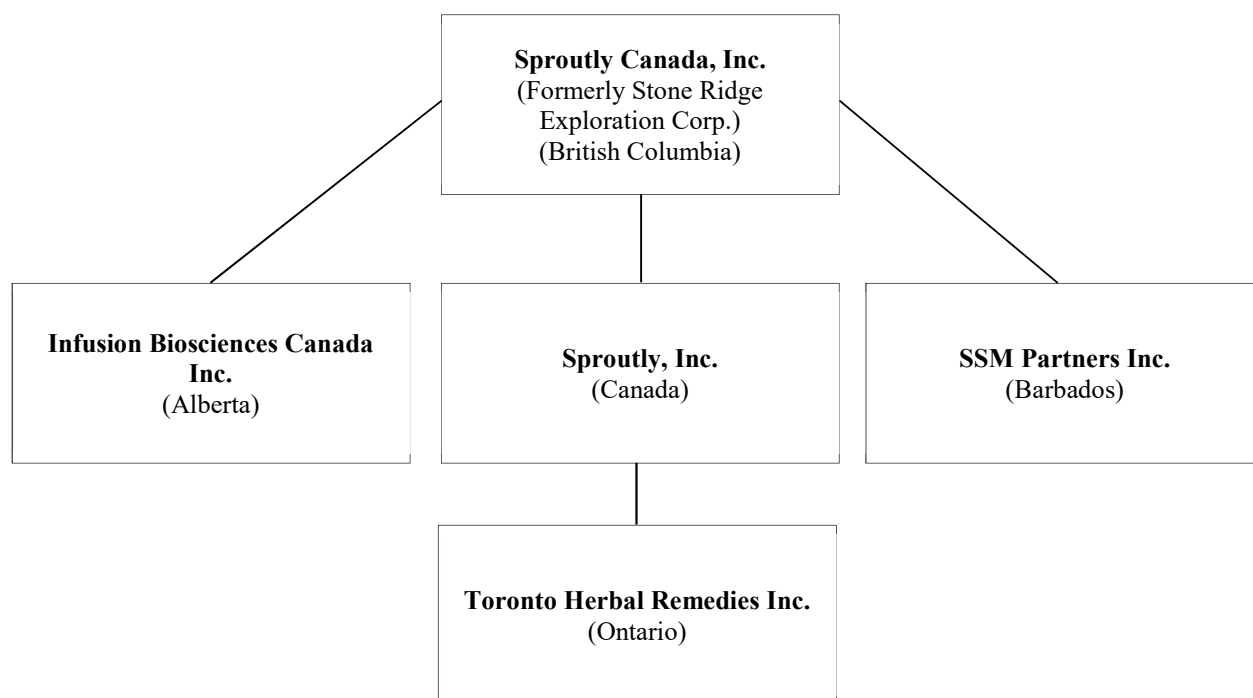 Sproutly Canada, Inc.
(Formerly Stone Ridge
Exploration Corp.)
(British Columbia)
Infusion Biosciences Canada
Inc.
(Alberta)
Sproutly, Inc.
(Canada)
SSM Partners Inc.
(Barbados)
Toronto Herbal Remedies Inc.
(Ontario)